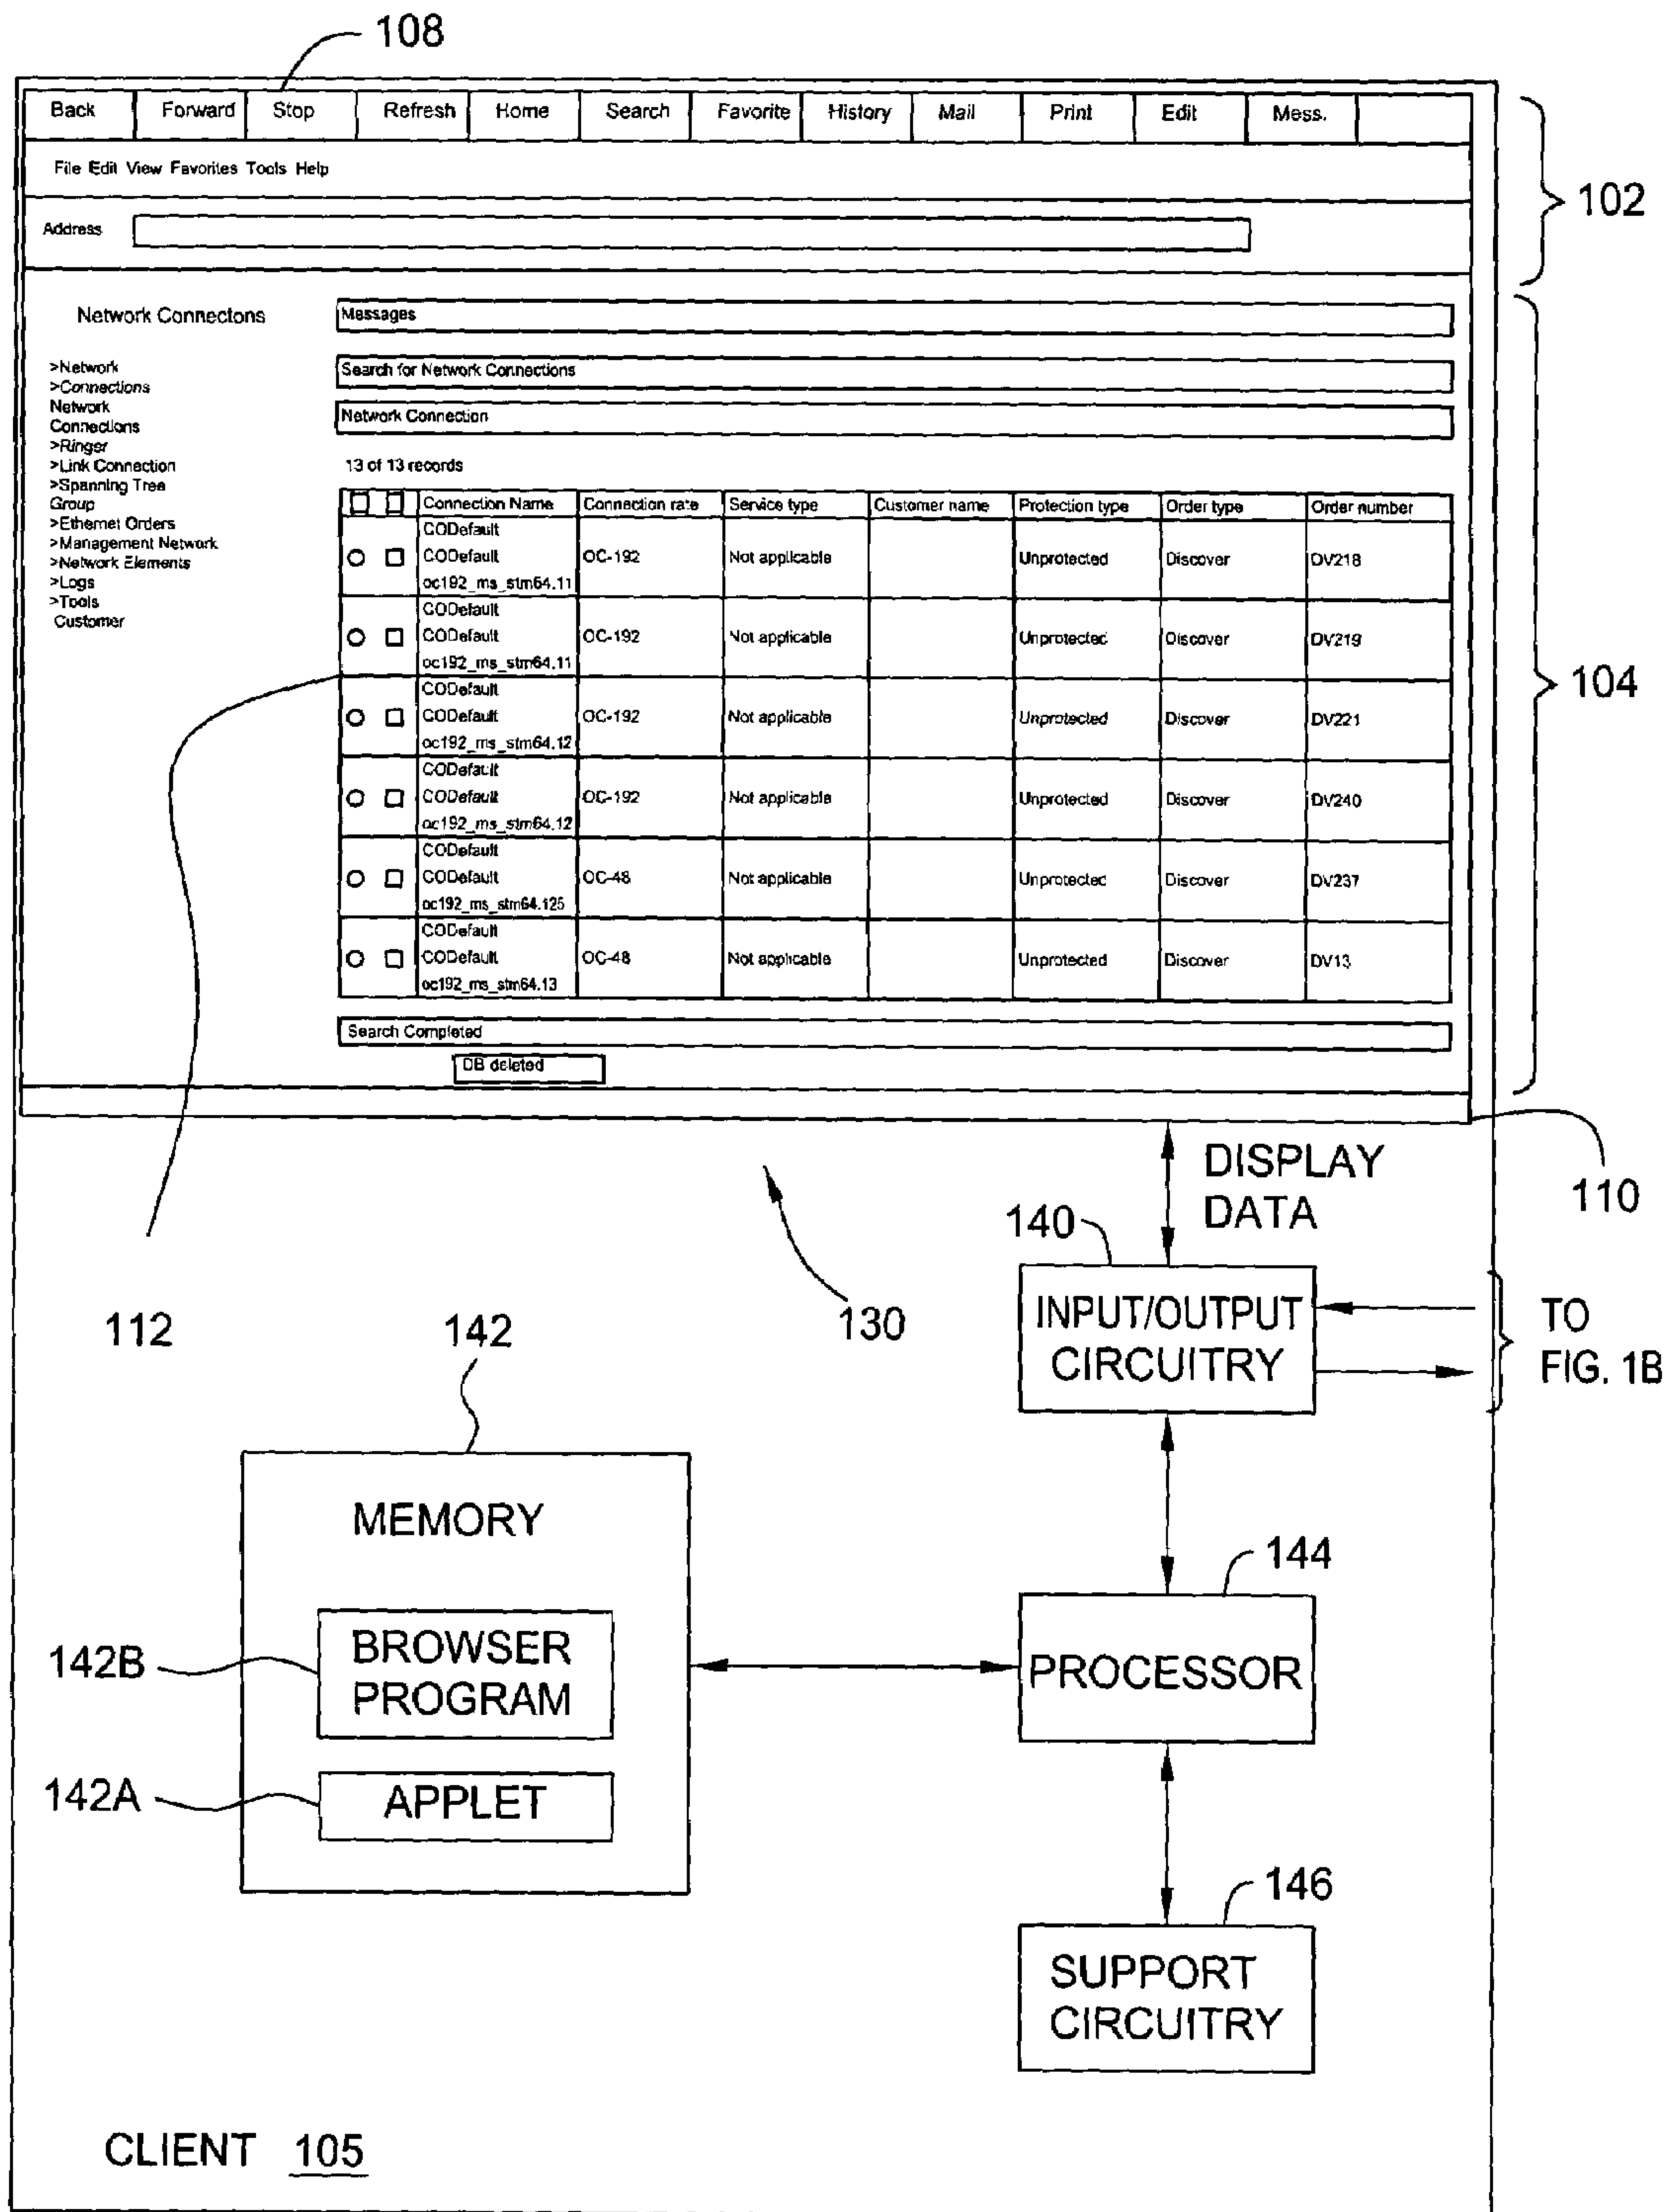 108
Back Forward Stop Refresh Home Search Favorite History Mail Print Edit Mess.
File Edit View Favorites Tools Help
102
Address
Network Connectons
Messages
>Network
Search for Network Connections
>Connections
Network
Network Connection
Connections
>Ringer
>Link Connection
13 of 13 records
>Spanning Tree
Group
>Ethernet Orders
>Management Network
>Network Elements
>Logs
>Tools
Customer
Connection Name Connection rate Service type Customer name Protection type Order type Order number
CODefault
CODefault OC-192 Not applicable Unprotected Discover DV218
oc192_ms_stm64.11
CODefault
CODefault OC-192 Not applicable Unprotected Discover DV219
oc192_ms_stm64.11
CODefault
104
CODefault OC-192 Not applicable Unprotected Discover DV221
oc192_ms_stm64.12
CODefault
CODefault OC-192 Not applicable Unprotected Discover DV240
oc192_ms_stm64.12
CODefault
CODefault OC-48 Not applicable Unprotected Discover DV237
oc192_ms_stm64.125
CODefault
CODefault OC-48 Not applicable Unprotected Discover DV13
oc192_ms_stm64.13
Search Completed
DB deleted
DISPLAY
DATA
110
140
112
142
130
INPUT/OUTPUT
CIRCUITRY
TO
FIG. 1B
MEMORY
144
142B
BROWSER
PROGRAM
PROCESSOR
142A
APPLET
146
SUPPORT
CIRCUITRY
CLIENT 105